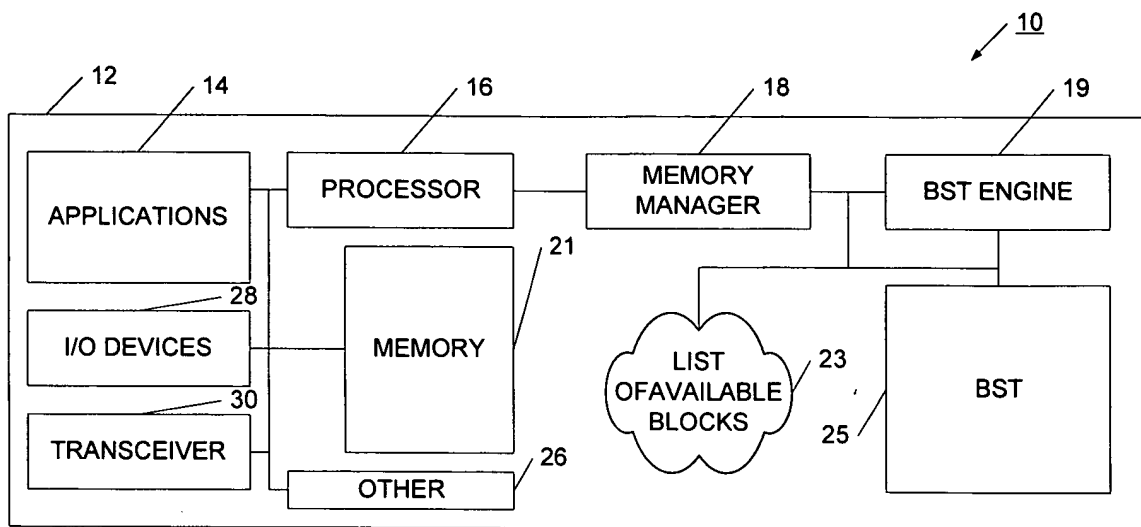 10
12
14
16
18
19
APPLICATIONS
PROCESSOR
MEMORY
MANAGER
BST ENGINE
21
28
I/O DEVICES
MEMORY
LIST
OFAVAILABLE
BLOCKS
23
BST
25
30
TRANSCEIVER
26
OTHER